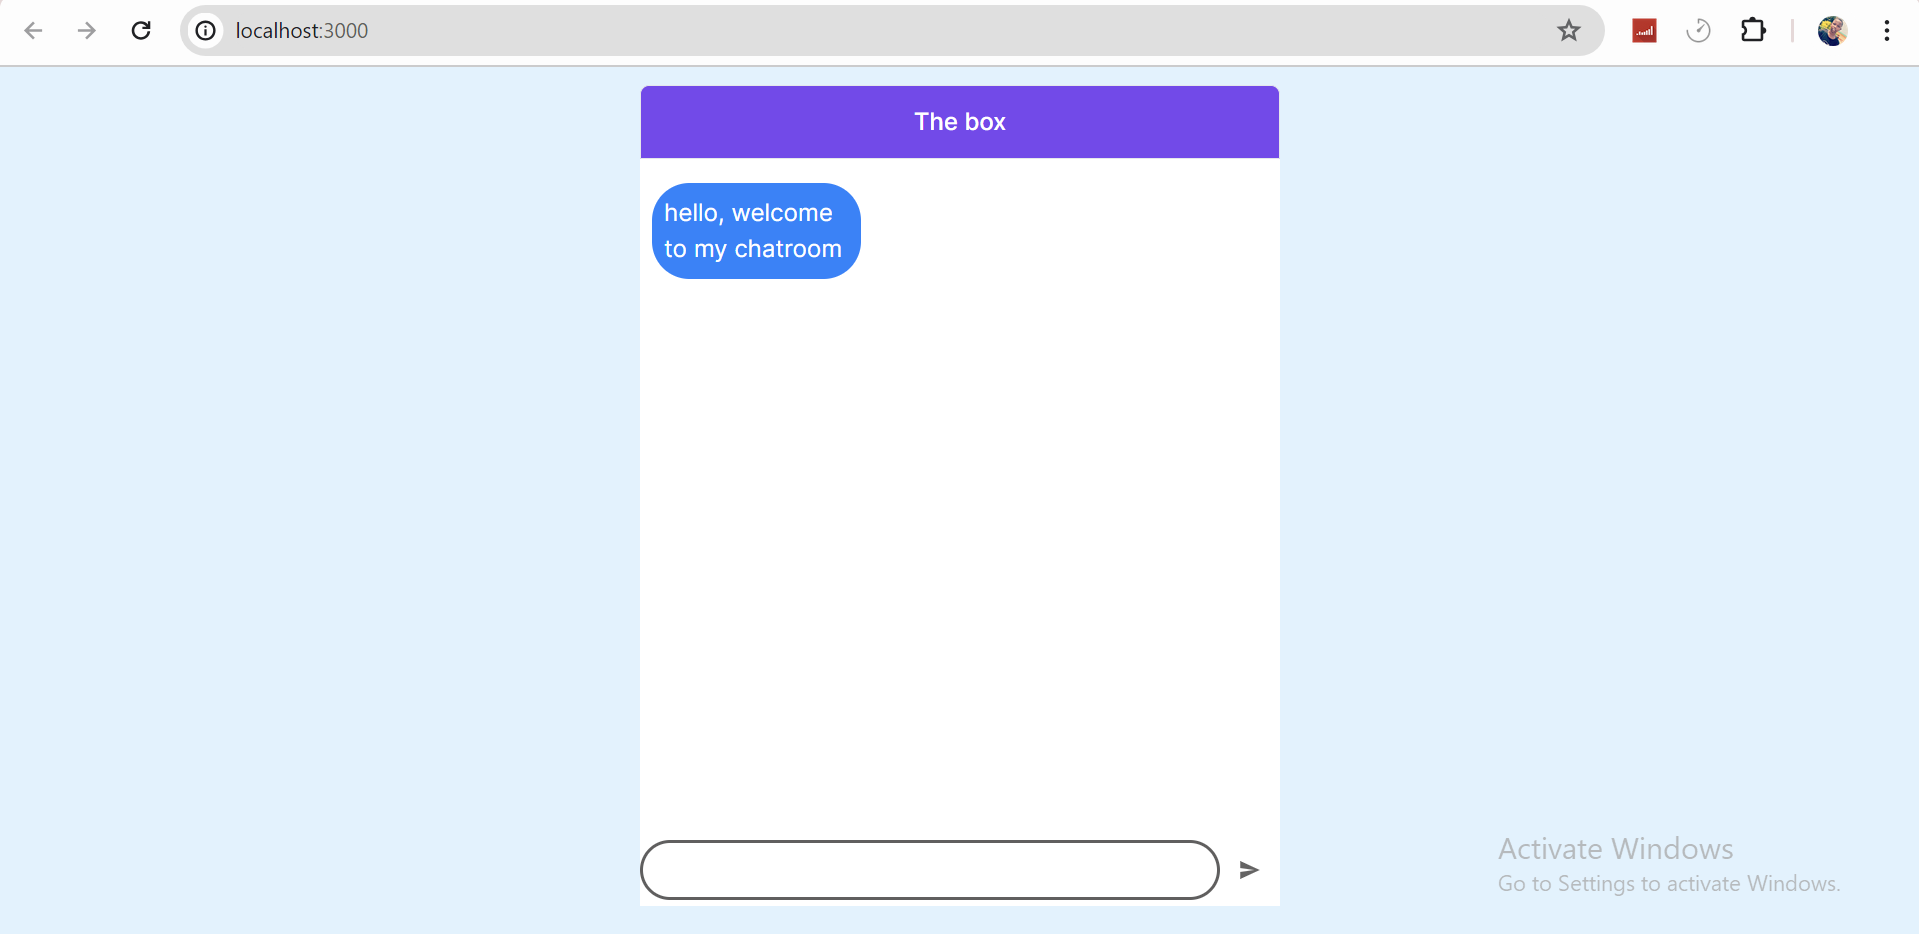 localhost:3000
The box
hello, welcome
to my chatroom
Activate Windows
Go to Settings to activate Windows.